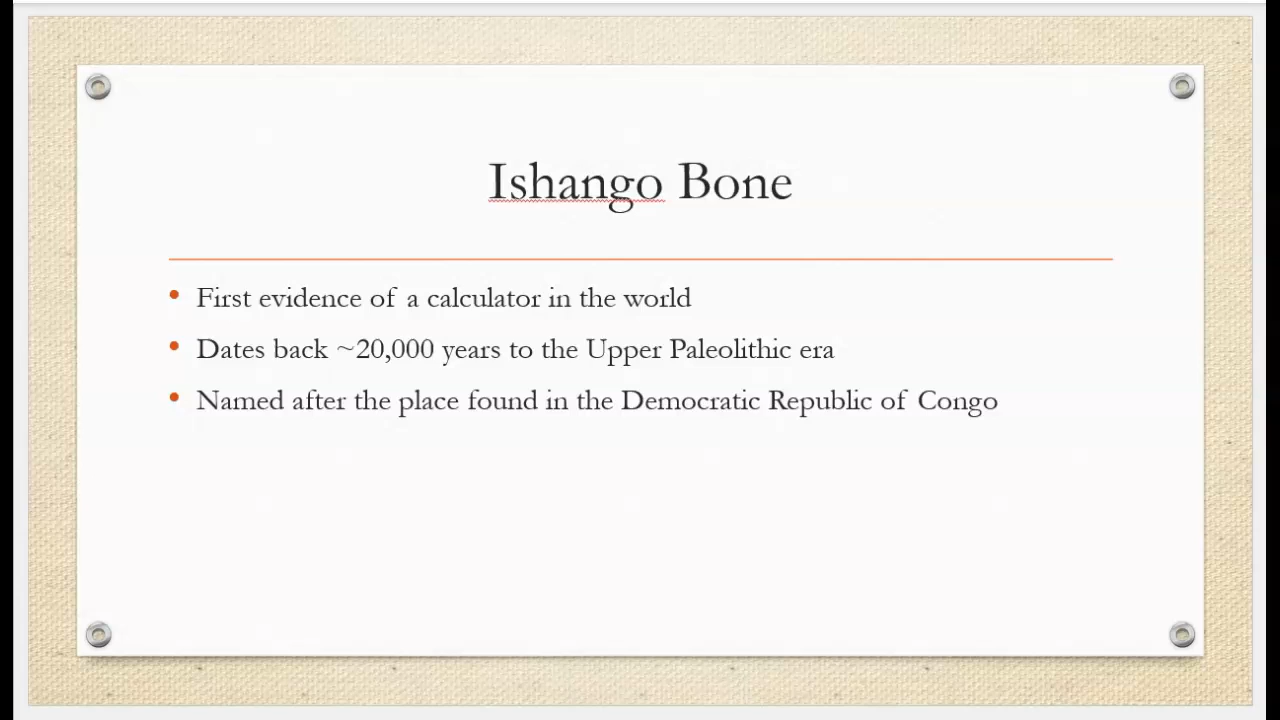 Ishango Bone
• First evidence of a calculator in the world
• Dates back ~20,000 years to the Upper Paleolithic era
• Named after the place found in the Democratic Republic of Congo